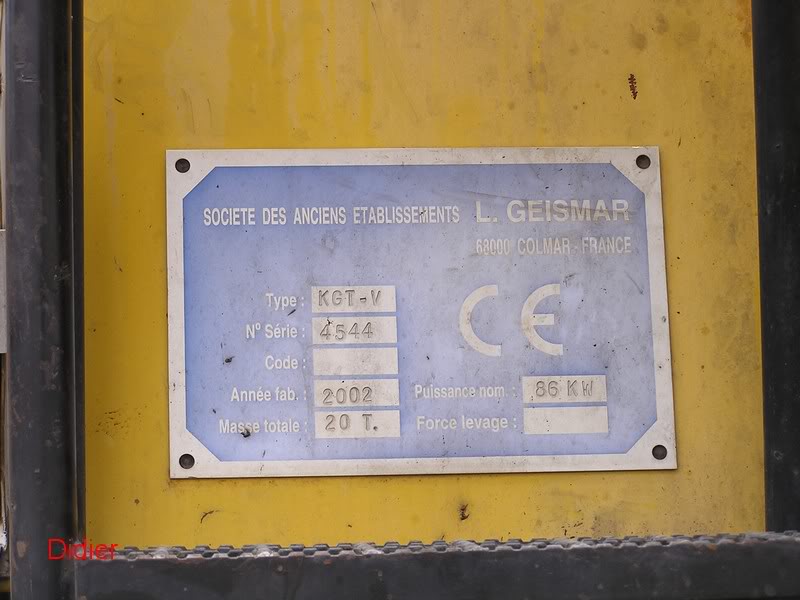 SOCIETE DES ANCIENS ETABLISSEMENTS L. GEISMAR
68000 COLMAR - FRANCE
Type : KGT-V
N° Série : 4544
CE
Code :
Année fab. : 2002 Puissance nom. : 86 KW
Masse totale : 20 T. Force levage :
Didier